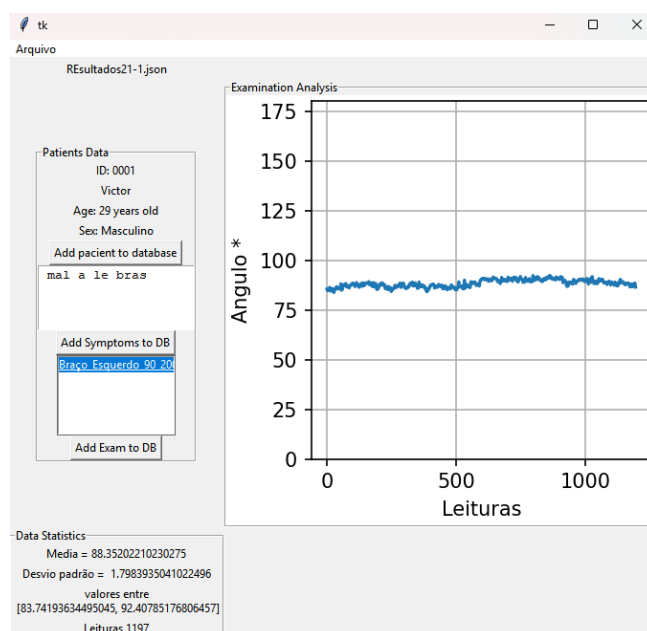 tk
Arquivo
REsultados21-1.json
Patients Data
ID: 0001
Victor
Age: 29 years old
Sex: Masculino
Add pacient to database
mal a le bras
Add Symptoms to DB
Braço_Esquerdo_90_20
Add Exam to DB
Examination Analysis
175
150
125
100
75
50
25
0
Angulo *
0 500 1000
Leituras
Data Statistics
Media = 88.35202210230275
Desvio padrão = 1.7983935041022496
valores entre
[83.74193634495045, 92.40785176806457]
Leituras 1197